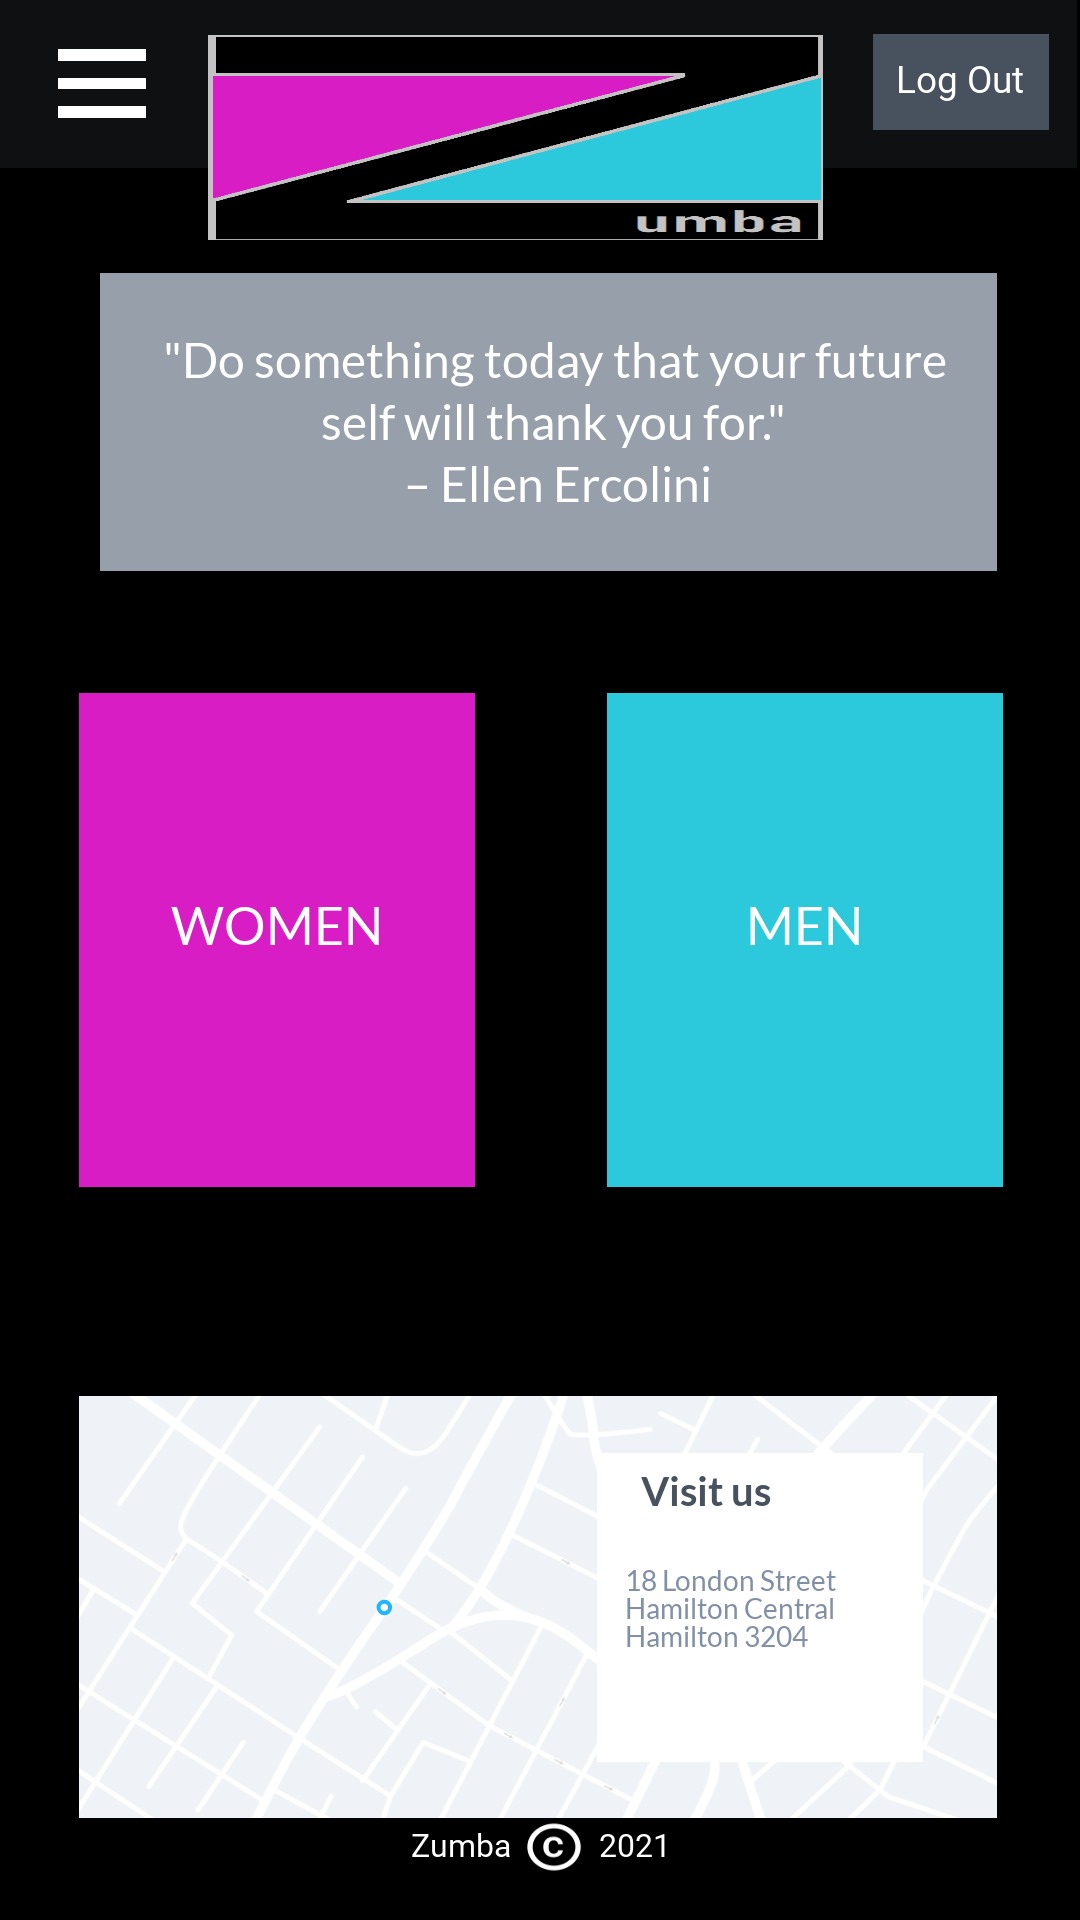 Log Out
umba
"Do something today that your future
self will thank you for."
– Ellen Ercolini
WOMEN
MEN
Visit us
18 London Street
Hamilton Central
Hamilton 3204
Zumba © 2021